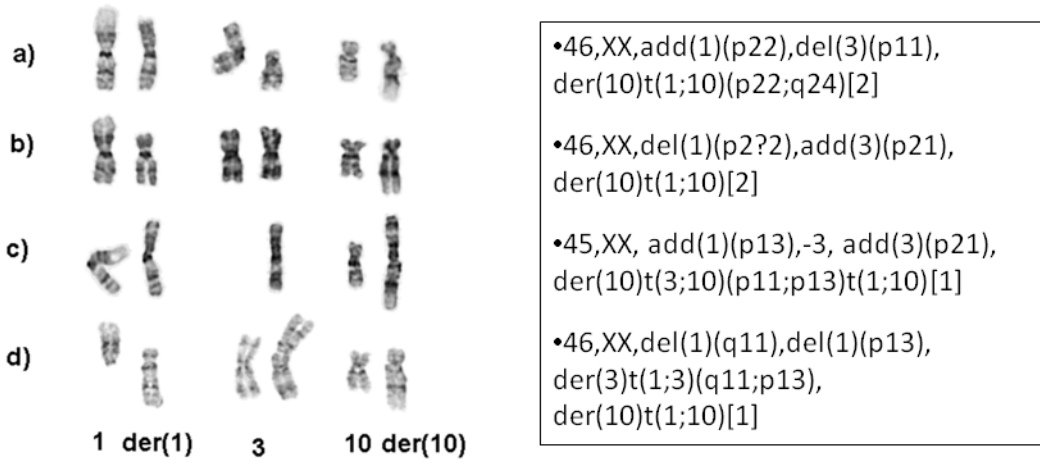 a)
•46,XX,add(1)(p22),del(3)(p11),
der(10)t(1;10)(p22;q24)[2]
b)
•46,XX,del(1)(p2?2),add(3)(p21),
der(10)t(1;10)[2]
c)
•45,XX, add(1)(p13),-3, add(3)(p21),
der(10)t(3;10)(p11;p13)t(1;10)[1]
d)
•46,XX,del(1)(q11),del(1)(p13),
der(3)t(1;3)(q11;p13),
der(10)t(1;10)[1]
1 der(1) 3 10 der(10)